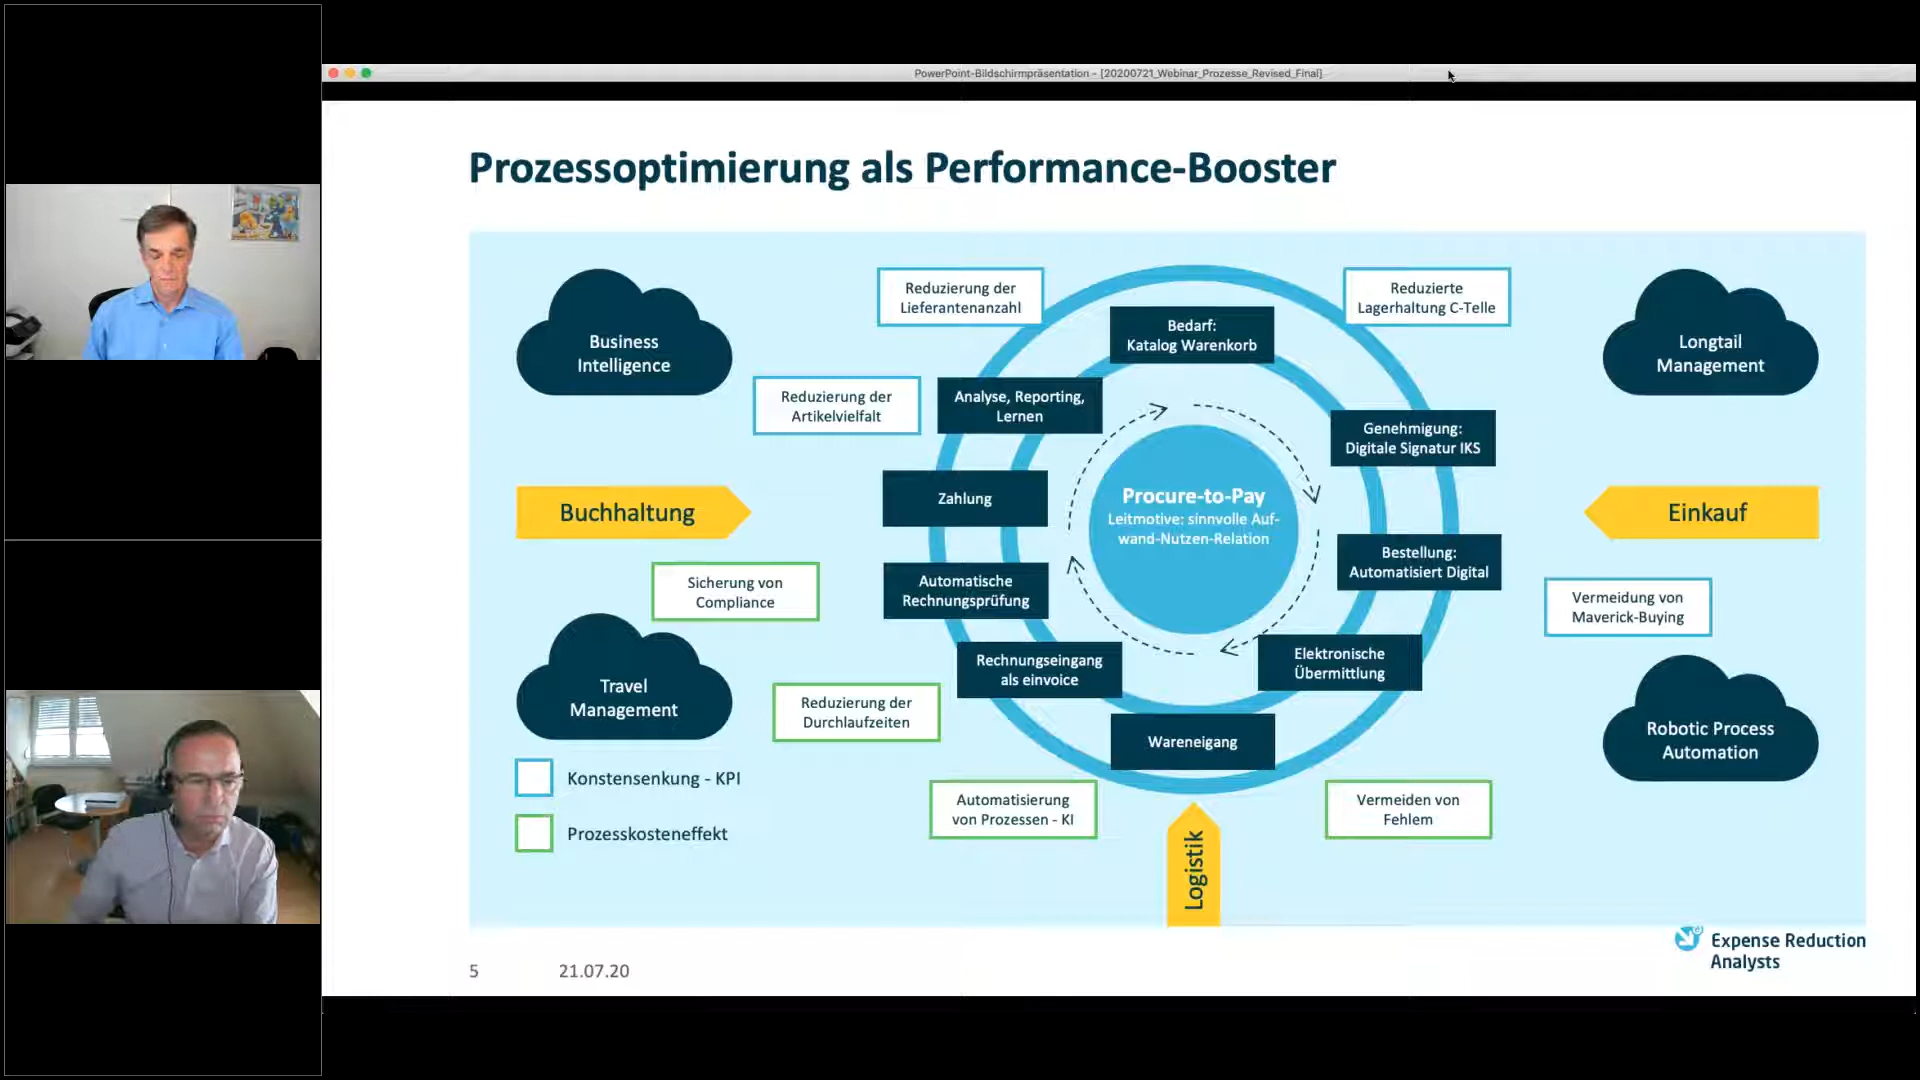 PowerPoint-Bildschirmpräsentation - [20200721_Webinar_Prozesse_Revised_Final]
Prozessoptimierung als Performance-Booster
Business
Intelligence
Reduzierung der
Lieferantenanzahl
Bedarf:
Katalog Warenkorb
Reduzierte
Lagerhaltung C-Telle
Longtail
Management
Reduzierung der
Artikelvielfalt
Analyse, Reporting,
Lernen
Genehmigung:
Digitale Signatur IKS
Buchhaltung
Zahlung
Procure-to-Pay
Leitmotive: sinnvolle Auf-
wand-Nutzen-Relation
Einkauf
Bestellung:
Automatisiert Digital
Sicherung von
Compliance
Automatische
Rechnungsprüfung
Vermeidung von
Maverick-Buying
Travel
Management
Rechnungseingang
als einvoice
Elektronische
Übermittlung
Reduzierung der
Durchlaufzeiten
Wareneigang
Robotic Process
Automation
Konstensenkung - KPI
Prozesskosteneffekt
Automatisierung
von Prozessen - KI
Vermeiden von
Fehlem
Logistik
Expense Reduction
Analysts
5
21.07.20